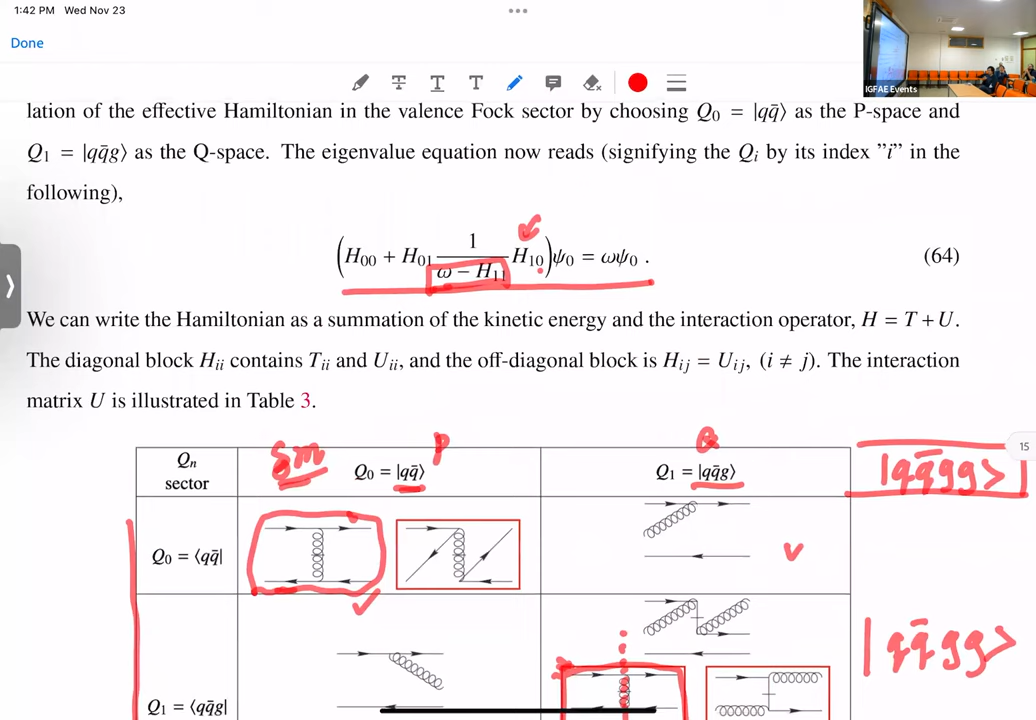 1:42 PM Wed Nov 23
Done
IGFAE Events
lation of the effective Hamiltonian in the valence Fock sector by choosing Q₀ = |qq̄⟩ as the P-space and
Q₁ = |qq̄g⟩ as the Q-space. The eigenvalue equation now reads (signifying the Qᵢ by its index ”i” in the
following),
(H₀₀ + H₀₁ 1/(ω − H₁₁) H₁₀)ψ₀ = ωψ₀ . (64)
We can write the Hamiltonian as a summation of the kinetic energy and the interaction operator, H = T + U.
The diagonal block Hᵢᵢ contains Tᵢᵢ and Uᵢᵢ, and the off-diagonal block is Hᵢⱼ = Uᵢⱼ, (i ≠ j). The interaction
matrix U is illustrated in Table 3.
15
P Q
Qₙ sector Q₀ = |qq̄⟩ Q₁ = |qq̄g⟩ |qq̄gg⟩
Q₀ = ⟨qq̄| V
|qq̄gg⟩
Q₁ = ⟨qq̄g|